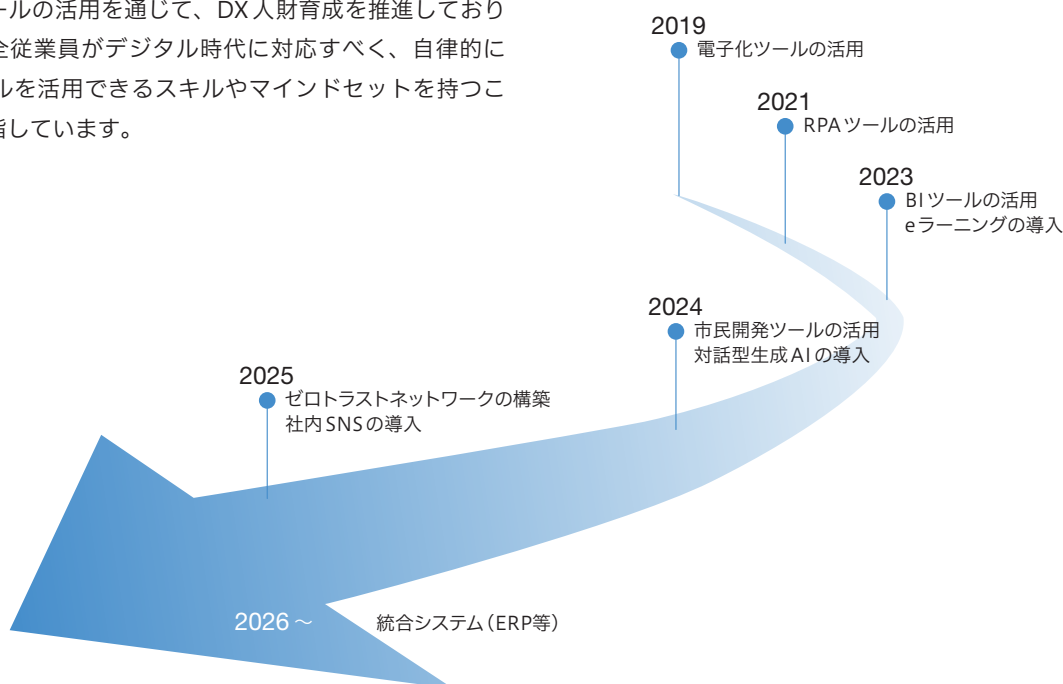 ールの活用を通じて、DX人財育成を推進しており
全従業員がデジタル時代に対応すべく、自律的に
ルを活用できるスキルやマインドセットを持つこ
指しています。
2019
電子化ツールの活用
2021
RPAツールの活用
2023
BIツールの活用
eラーニングの導入
2024
市民開発ツールの活用
対話型生成AIの導入
2025
ゼロトラストネットワークの構築
社内SNSの導入
2026～
統合システム（ERP等）